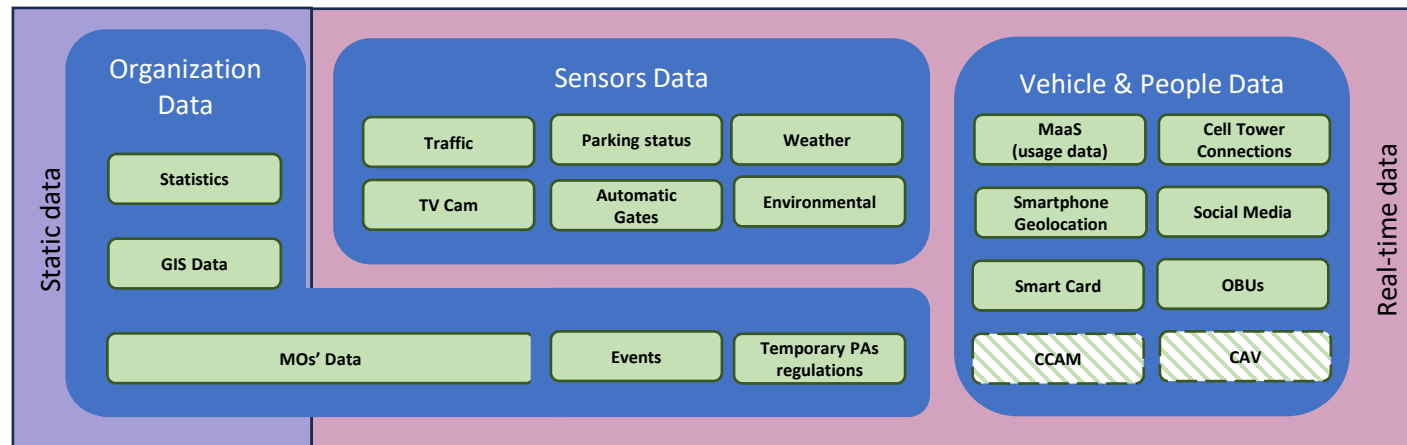 Static data
Organization
Data
Statistics
GIS Data
MOs’ Data
Events
Temporary PAs
regulations
Sensors Data
Traffic
Parking status
Weather
TV Cam
Automatic
Gates
Environmental
Vehicle & People Data
MaaS
(usage data)
Cell Tower
Connections
Smartphone
Geolocation
Social Media
Smart Card
OBUs
CCAM
CAV
Real-time data